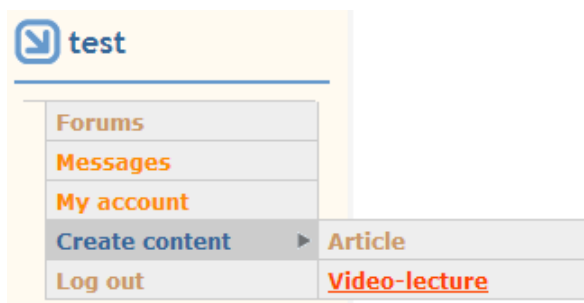 test
Forums
Messages
My account
Create content
Article
Log out
Video-lecture